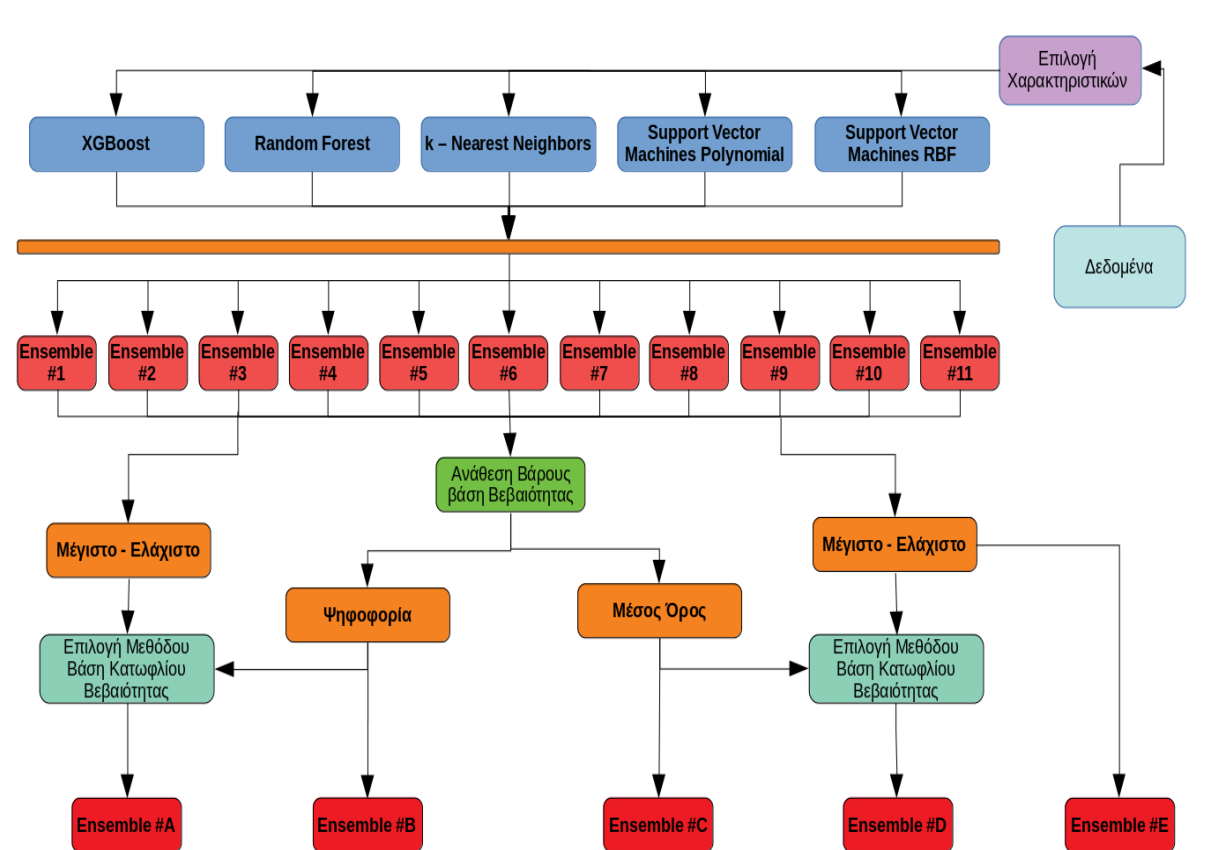 Επιλογή
Χαρακτηριστικών
XGBoost
Random Forest
k – Nearest Neighbors
Support Vector
Machines Polynomial
Support Vector
Machines RBF
Δεδομένα
Ensemble
#1
Ensemble
#2
Ensemble
#3
Ensemble
#4
Ensemble
#5
Ensemble
#6
Ensemble
#7
Ensemble
#8
Ensemble
#9
Ensemble
#10
Ensemble
#11
Ανάθεση Βάρους
βάση Βεβαιότητας
Μέγιστο - Ελάχιστο
Μέγιστο - Ελάχιστο
Ψηφοφορία
Μέσος Όρος
Επιλογή Μεθόδου
Βάση Κατωφλίου
Βεβαιότητας
Επιλογή Μεθόδου
Βάση Κατωφλίου
Βεβαιότητας
Ensemble #A
Ensemble #B
Ensemble #C
Ensemble #D
Ensemble #E